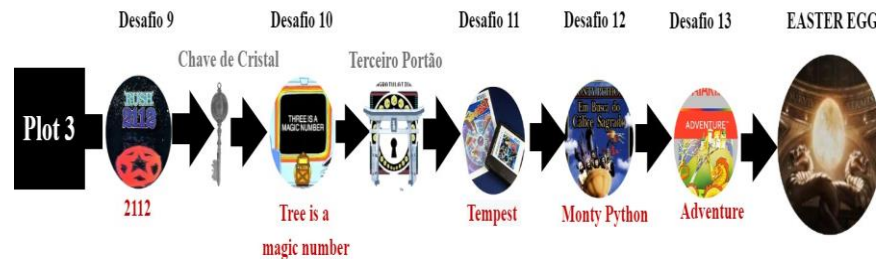 Desafio 9
Desafio 10
Desafio 11
Desafio 12
Desafio 13
EASTER EGG
Chave de Cristal
Terceiro Portão
Plot 3
RUSH
2112
THREE IS A
MAGIC NUMBER
Em Busca do
Cálice Sagrado
ADVENTURE
2112
Tree is a
magic number
Tempest
Monty Python
Adventure